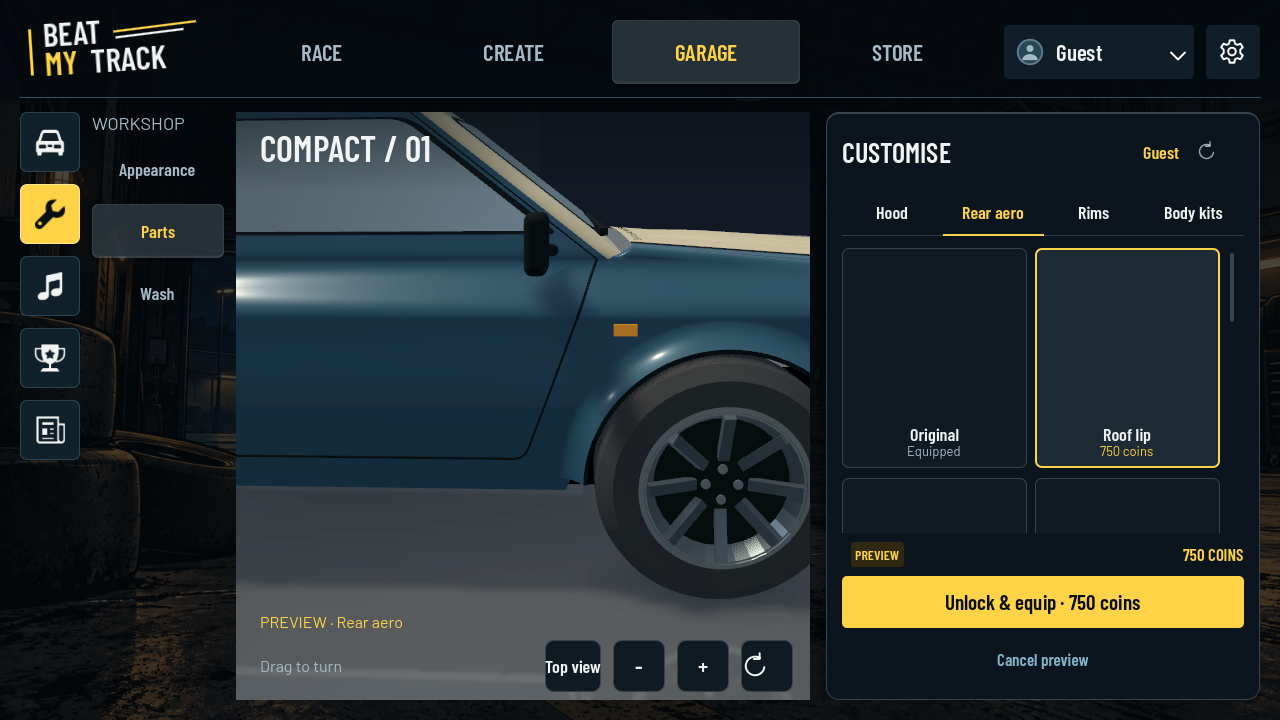 BEAT
MY TRACK
RACE
CREATE
GARAGE
STORE
Guest
WORKSHOP
Appearance
Parts
Wash
COMPACT / 01
PREVIEW · Rear aero
Drag to turn
Top view
-
+
CUSTOMISE
Guest
Hood
Rear aero
Rims
Body kits
Original
Equipped
Roof lip
750 coins
PREVIEW
750 COINS
Unlock & equip · 750 coins
Cancel preview